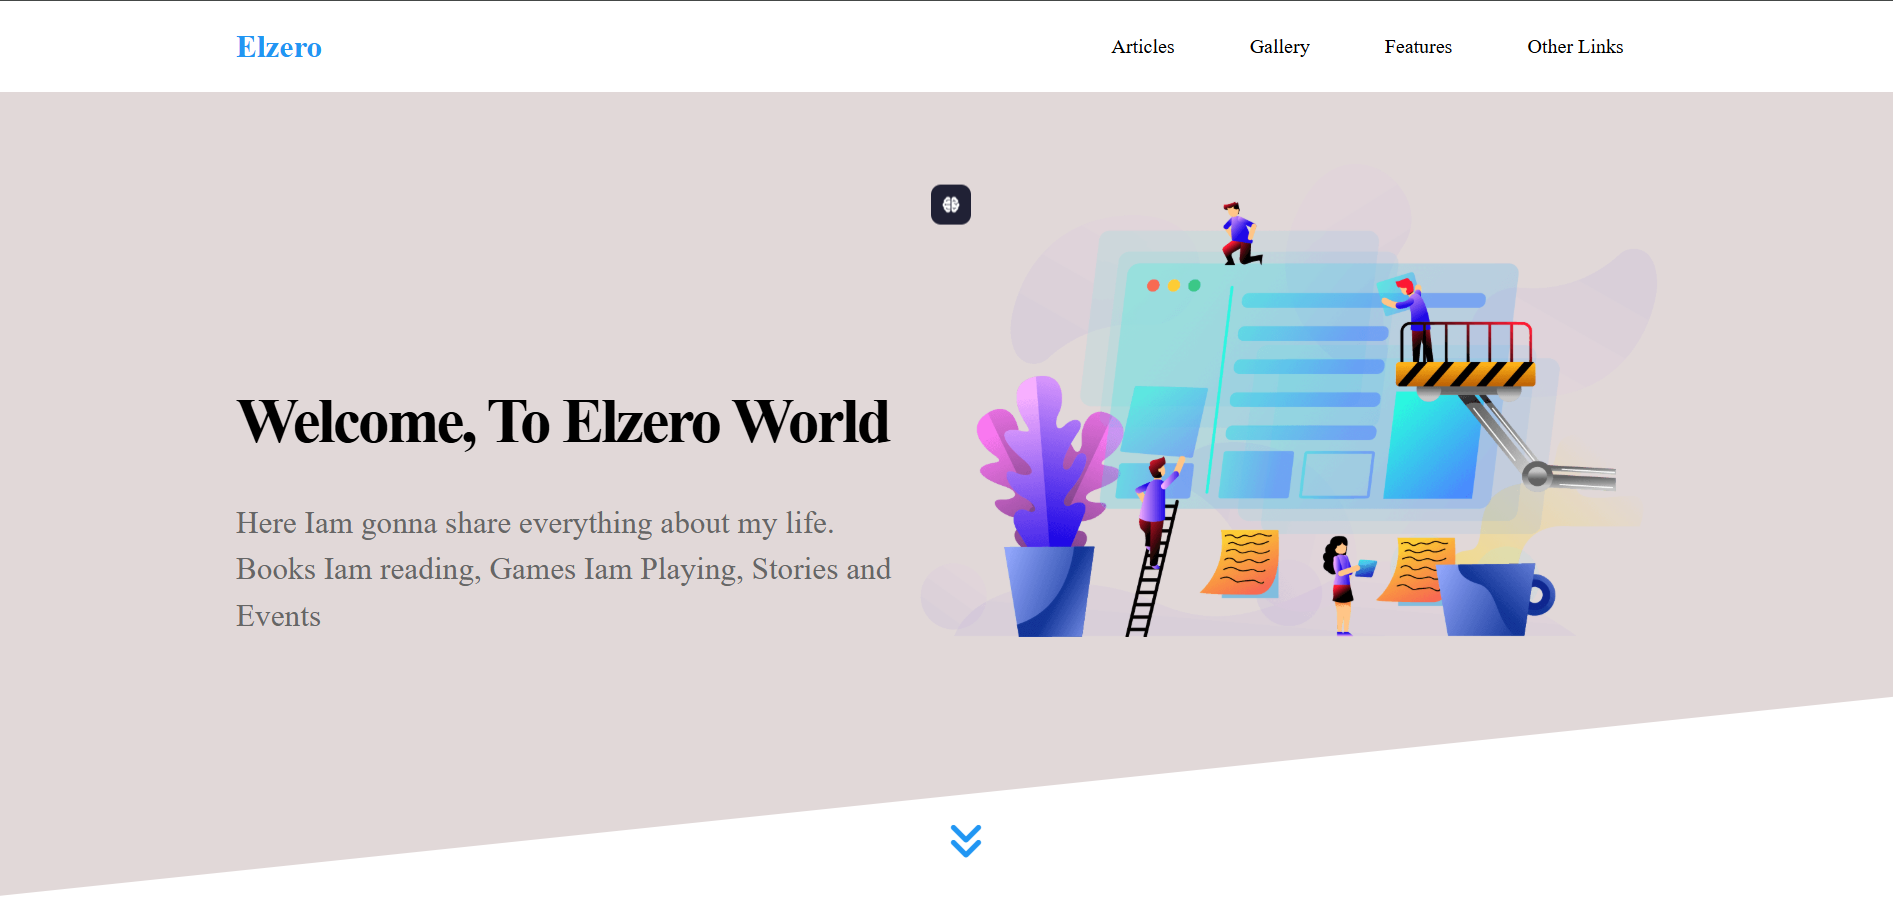 Elzero
Articles
Gallery
Features
Other Links
Welcome, To Elzero World
Here Iam gonna share everything about my life.
Books Iam reading, Games Iam Playing, Stories and
Events